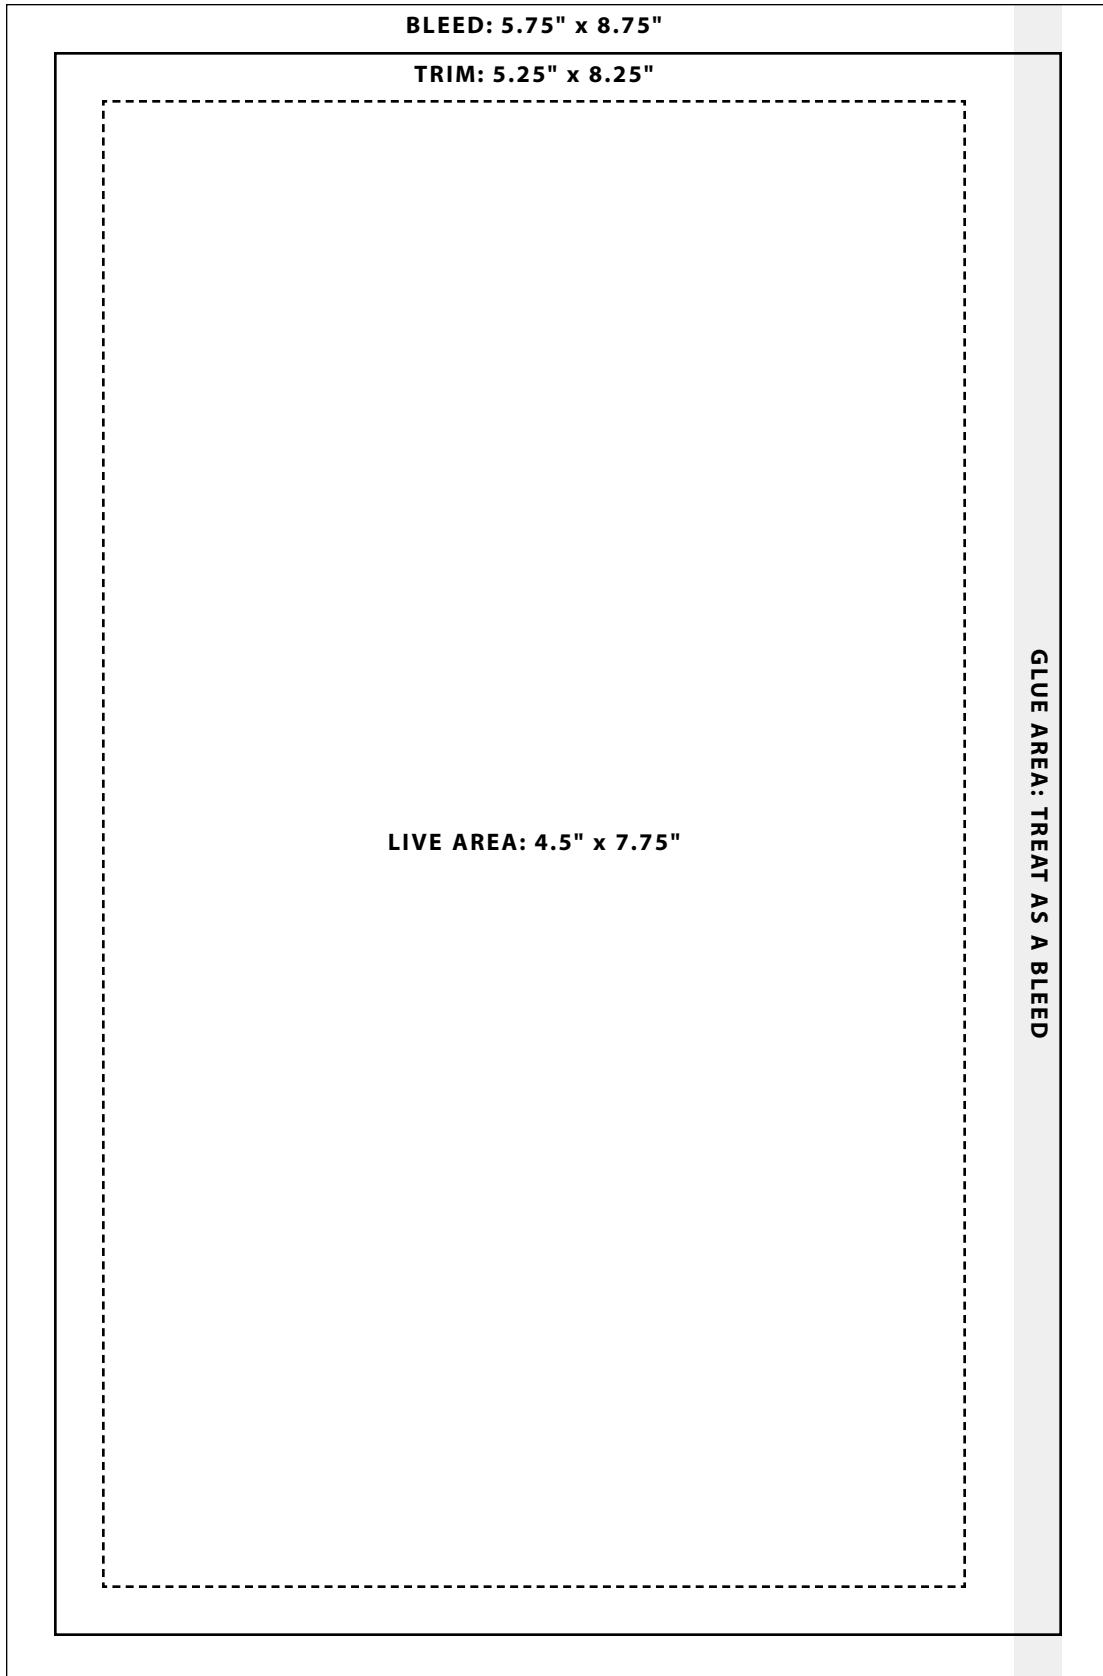 BLEED: 5.75" x 8.75"
TRIM: 5.25" x 8.25"
LIVE AREA: 4.5" x 7.75"
GLUE AREA: TREAT AS A BLEED